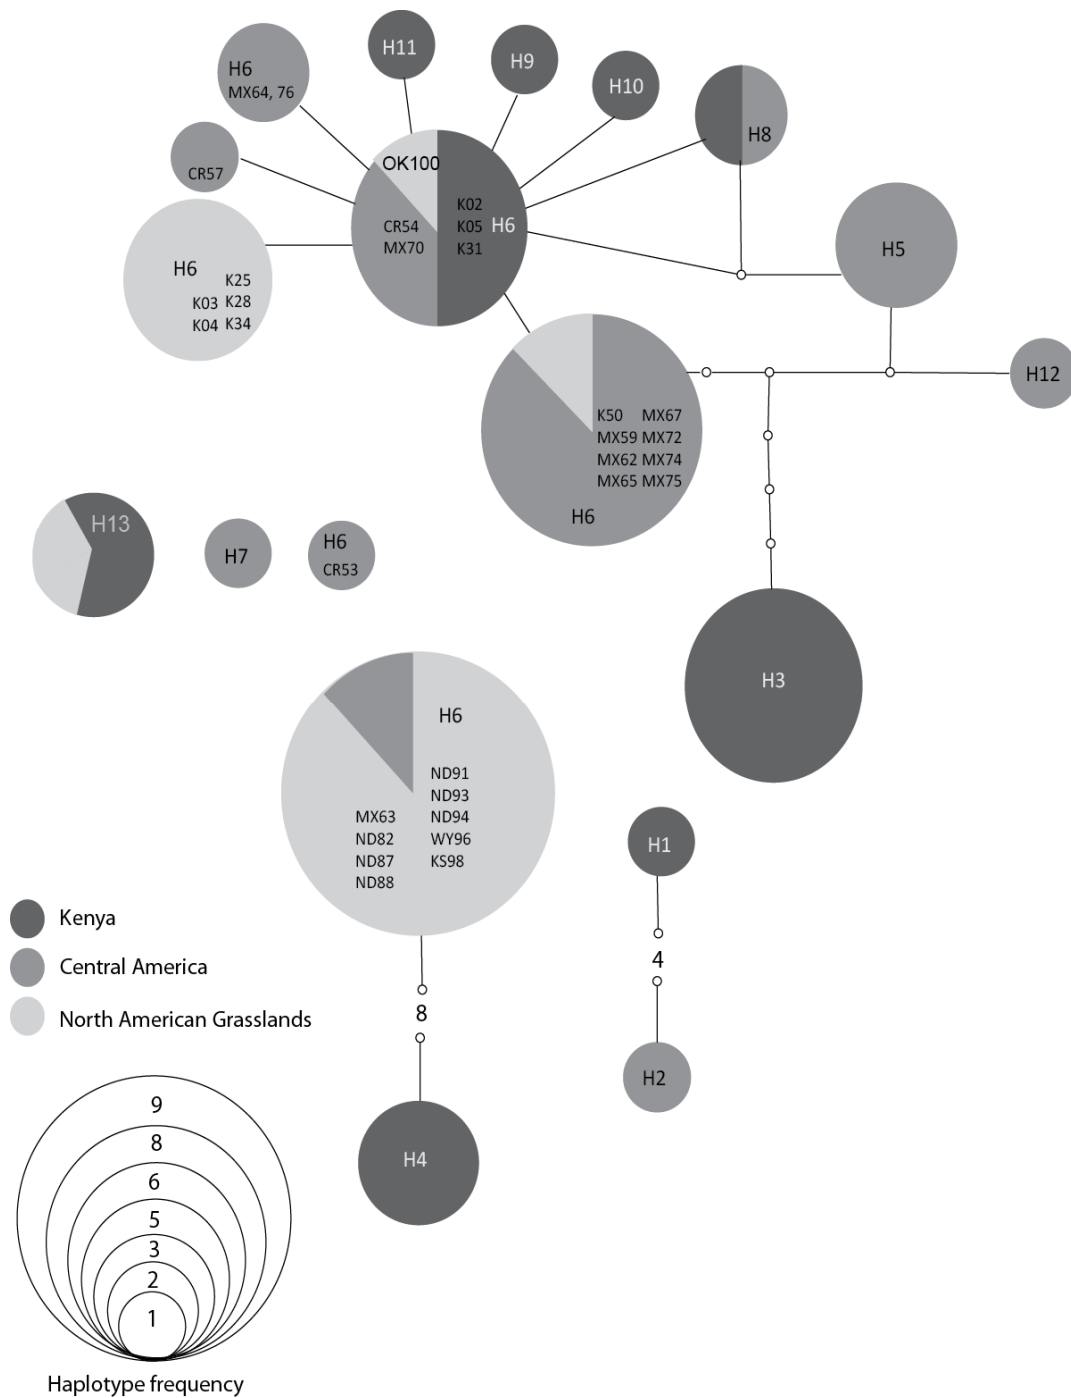 H11
H9
H10
H6
MX64, 76
H8
CR57
OK100
CR54
MX70
K02
K05
K31
H6
H5
H6
K25
K03 K28
K04 K34
H12
K50 MX67
MX59 MX72
MX62 MX74
MX65 MX75
H6
H13
H7
H6
CR53
H3
H6
ND91
ND93
ND94
WY96
KS98
MX63
ND82
ND87
ND88
H1
4
H2
8
H4
Kenya
Central America
North American Grasslands
9
8
6
5
3
2
1
Haplotype frequency